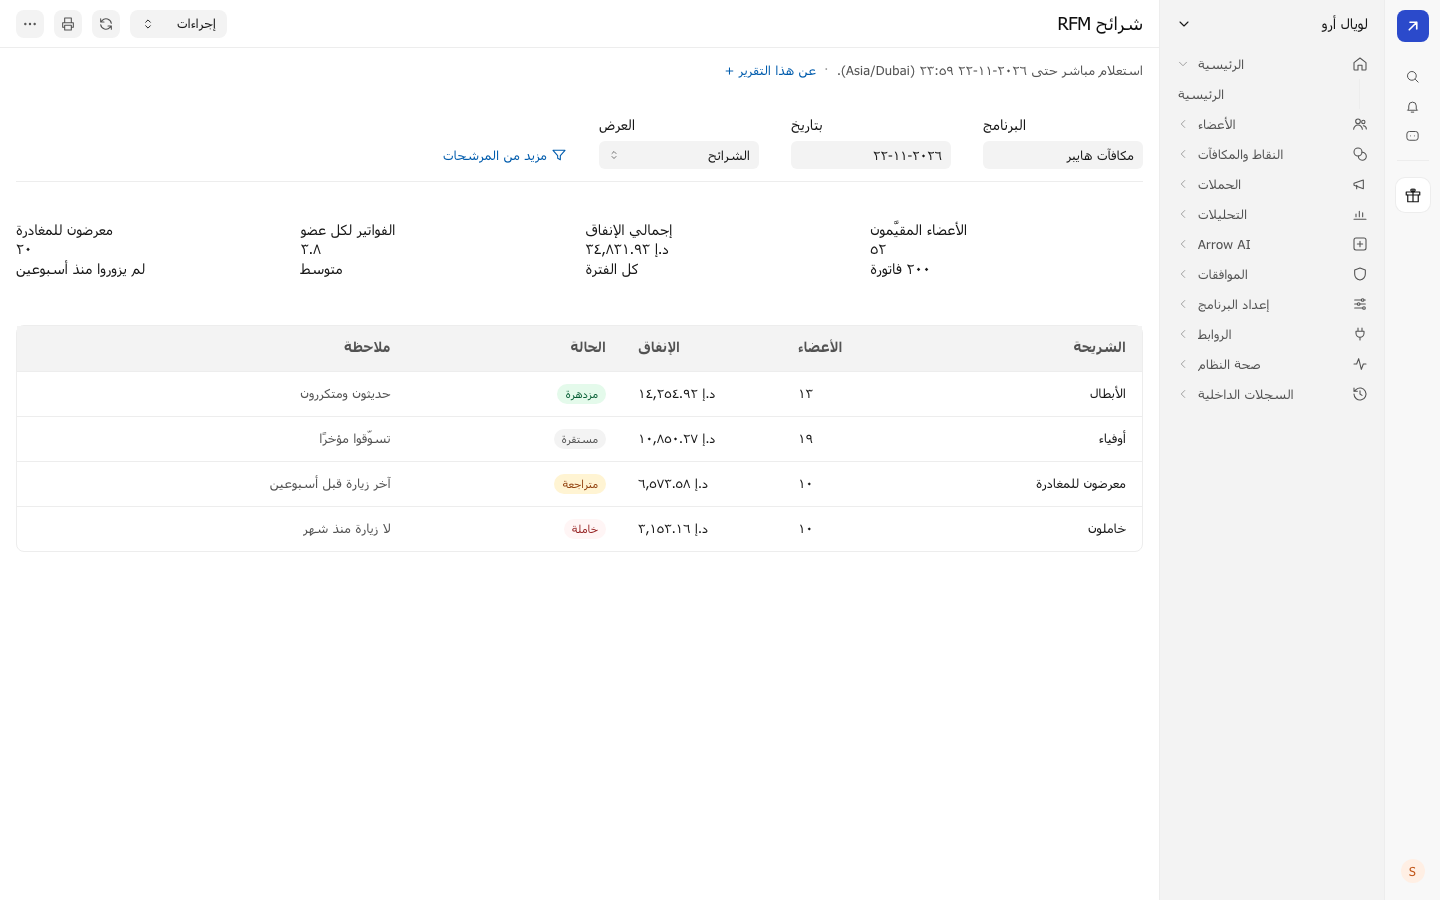 شرائح RFM
إجراءات
استعلام مباشر حتى ٢٠٢٦-١١-٢٢ ٢٣:٥٩ (Asia/Dubai). · عن هذا التقرير +
لويال أرو
الرئيسية
الرئيسية
الأعضاء
النقاط والمكافآت
الحملات
التحليلات
Arrow AI
الموافقات
إعداد البرنامج
الروابط
صحة النظام
السجلات الداخلية
S
البرنامج
مكافآت هايبر
بتاريخ
٢٠٢٦-١١-٢٢
العرض
الشرائح
مزيد من المرشحات
الأعضاء المقيَّمون
٥٢
٢٠٠ فاتورة
إجمالي الإنفاق
د.إ ٣٤,٨٣١.٩٣
كل الفترة
الفواتير لكل عضو
٣.٨
متوسط
معرضون للمغادرة
٢٠
لم يزوروا منذ أسبوعين
الشريحة الأعضاء الإنفاق الحالة ملاحظة
الأبطال ١٣ د.إ ١٤,٢٥٤.٩٢ مزدهرة حديثون ومتكررون
أوفياء ١٩ د.إ ١٠,٨٥٠.٢٧ مستقرة تسوّقوا مؤخرًا
معرضون للمغادرة ١٠ د.إ ٦,٥٧٣.٥٨ متراجعة آخر زيارة قبل أسبوعين
خاملون ١٠ د.إ ٣,١٥٣.١٦ خاملة لا زيارة منذ شهر